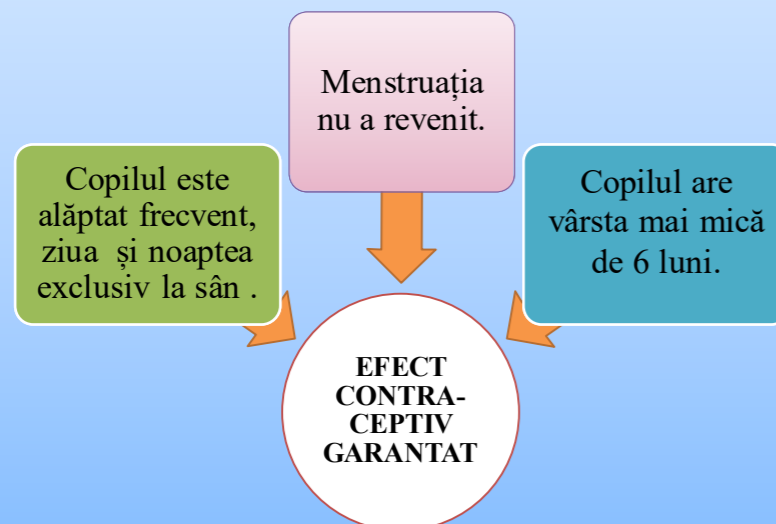 Menstruația
nu a revenit.
Copilul este
alăptat frecvent,
ziua și noaptea
exclusiv la sân .
Copilul are
vârsta mai mică
de 6 luni.
EFECT
CONTRA-
CEPTIV
GARANTAT